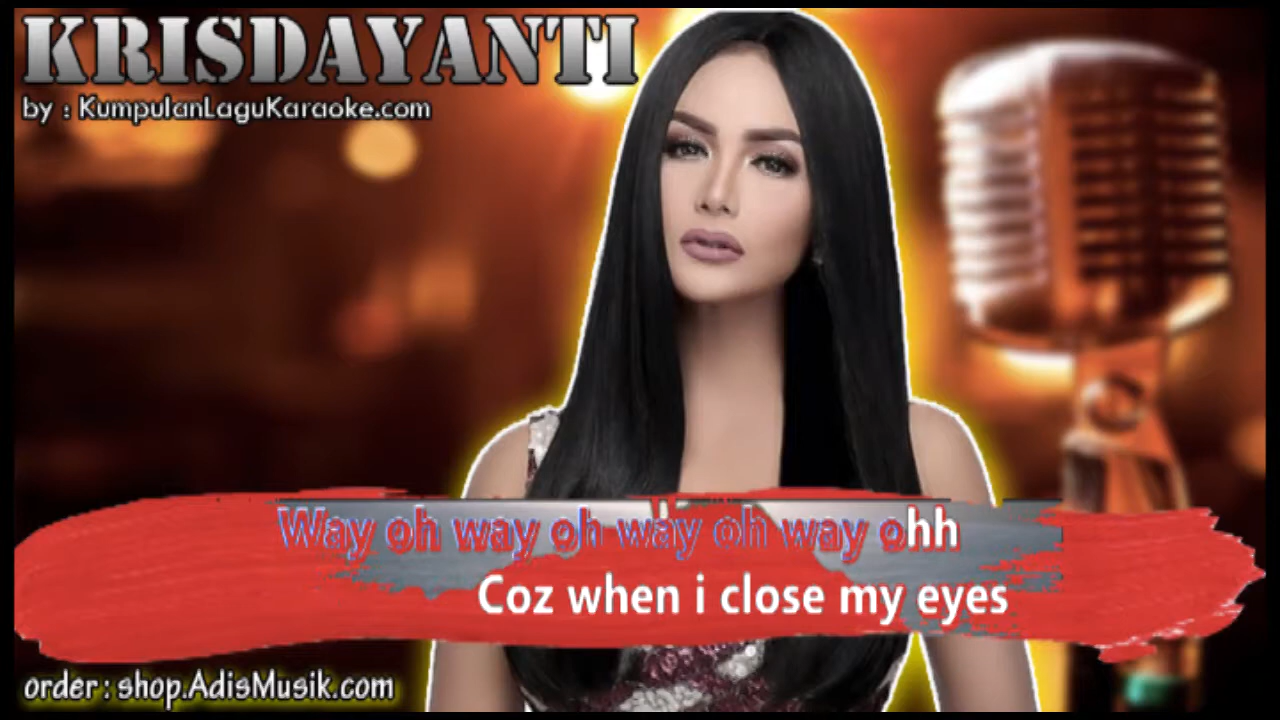 KRISDAYANTI
by : KumpulanLaguKaraoke.com
Way oh way oh way oh way ohh
Coz when i close my eyes
order : shop.AdisMusik.com